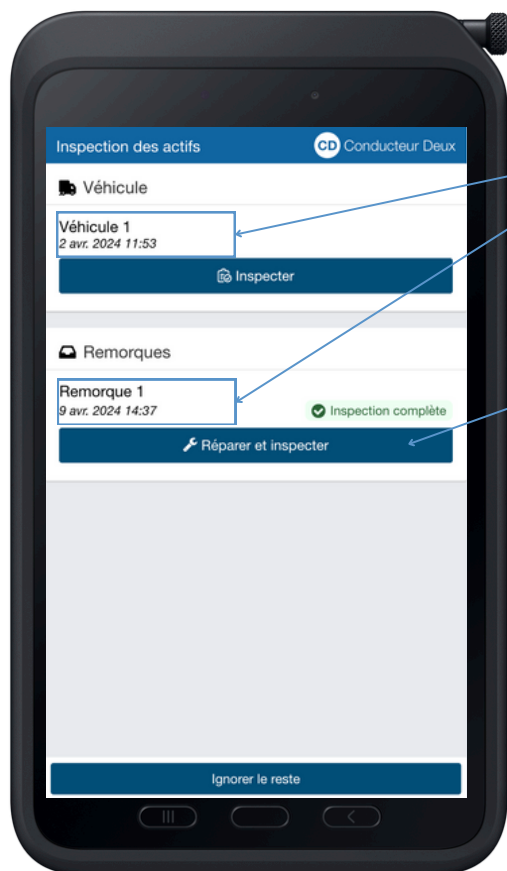 Inspection des actifs
CD Conducteur Deux
Véhicule
Véhicule 1
2 avr. 2024 11:53
Inspecter
Remorques
Remorque 1
9 avr. 2024 14:37
Inspection complète
Réparer et inspecter
Ignorer le reste